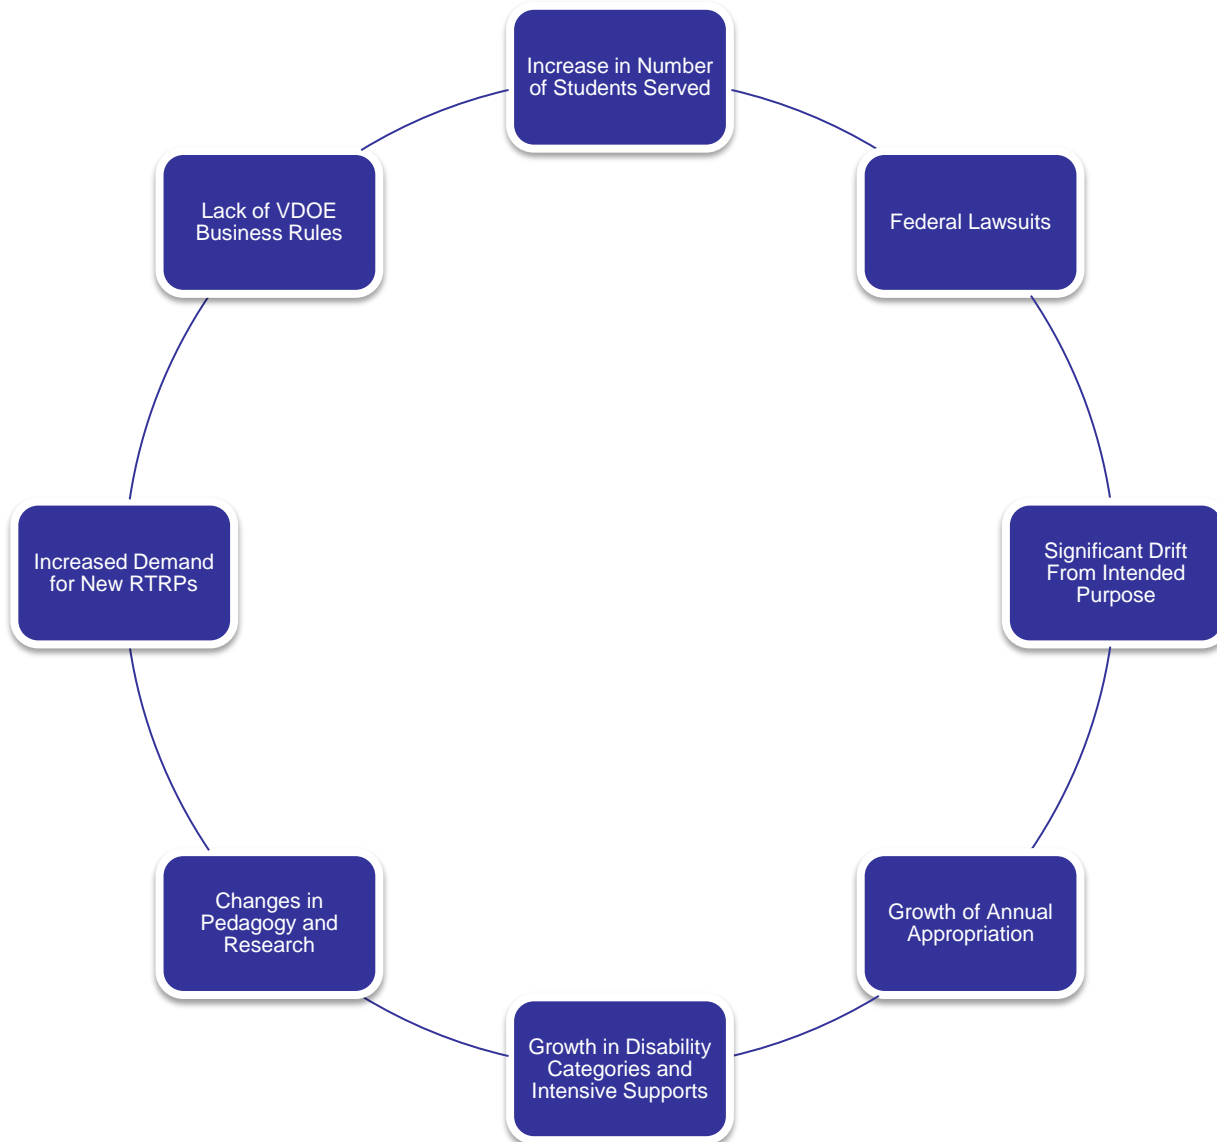 Increase in Number
of Students Served
Federal Lawsuits
Significant Drift
From Intended
Purpose
Growth of Annual
Appropriation
Growth in Disability
Categories and
Intensive Supports
Changes in
Pedagogy and
Research
Increased Demand
for New RTRPs
Lack of VDOE
Business Rules